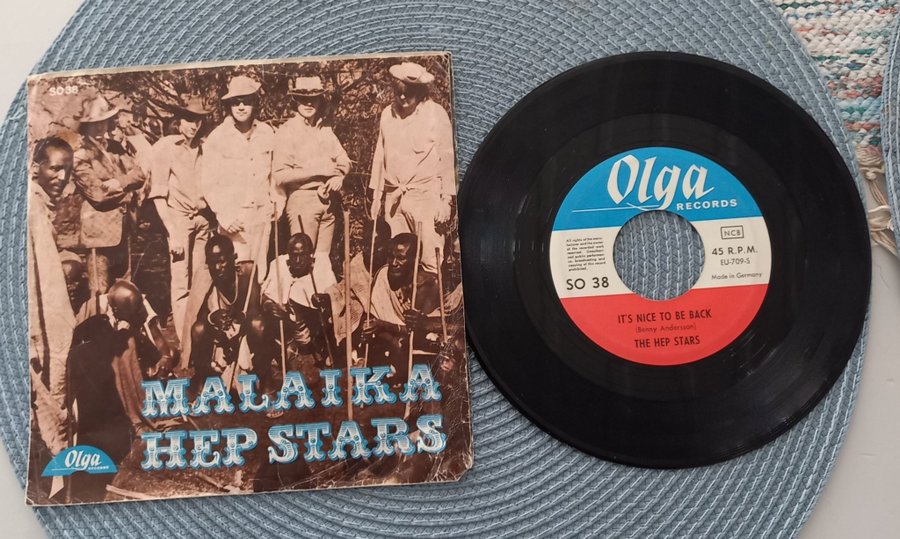 SO 38
MALAIKA
HEP STARS
Olga
RECORDS
Olga
RECORDS
NCB
45 R.P.M.
EU-709-S
Made in Germany
SO 38
IT'S NICE TO BE BACK
(Benny Andersson)
THE HEP STARS